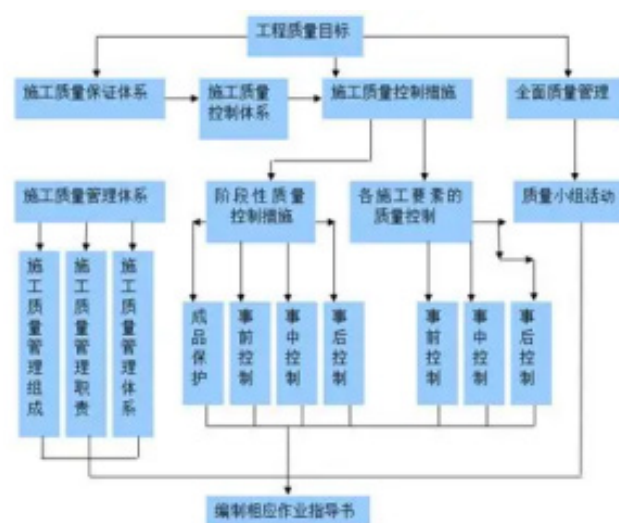 工程质量目标
施工质量保证体系
施工质量
控制体系
施工质量控制措施
全面质量管理
施工质量管理体系
阶段性质量
控制措施
各施工要素的
质量控制
质量小组活动
施工质量管理组成
施工质量管理职责
施工质量管理体系
成品保护
事前控制
事中控制
事后控制
事前控制
事中控制
事后控制
编制相应作业指导书